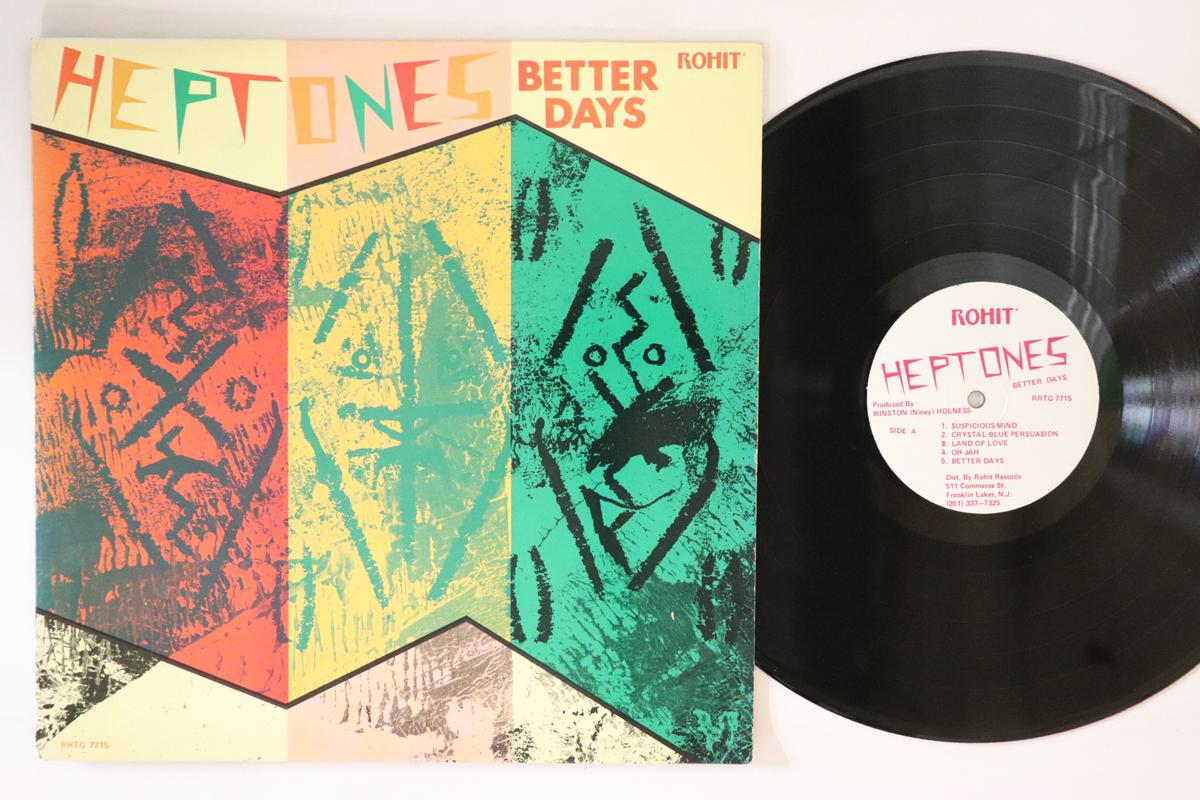 HEPTONES
BETTER
DAYS
ROHIT
RRTG 7715
ROHIT
HEPTONES
BETTER DAYS
RRTG 7715
Produced By
WINSTON (Niney) HOLNESS
SIDE A
1. SUSPICIOUS MIND
2. CRYSTAL BLUE PERSUASION
3. LAND OF LOVE
4. OH JAH
5. BETTER DAYS
Dist. By Rohit Records
511 Commerce St.
Franklin Lakes, N.J.
(201) 337-7325